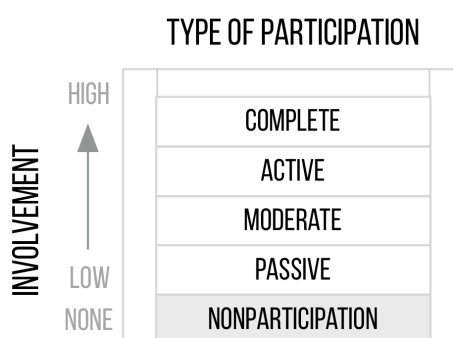 TYPE OF PARTICIPATION
HIGH
COMPLETE
ACTIVE
INVOLVEMENT
MODERATE
LOW
PASSIVE
NONE
NONPARTICIPATION